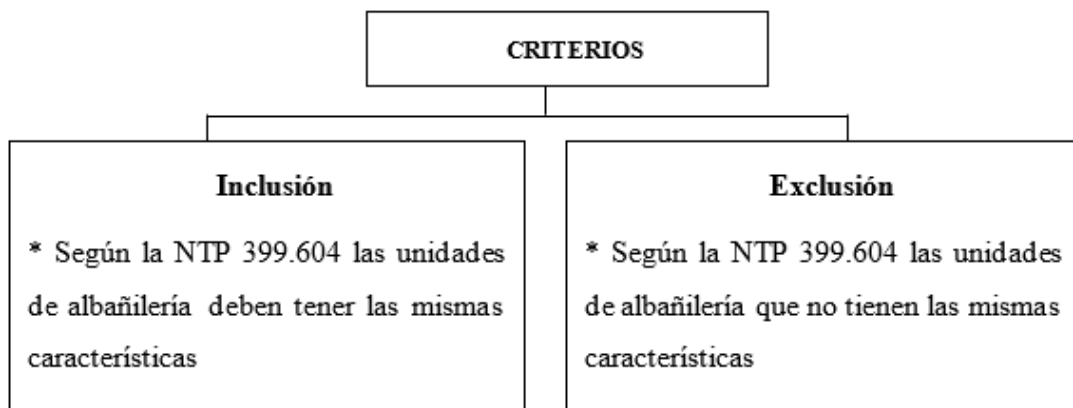 CRITERIOS
Inclusión
* Según la NTP 399.604 las unidades
de albañilería deben tener las mismas
características
Exclusión
* Según la NTP 399.604 las unidades
de albañilería que no tienen las mismas
características